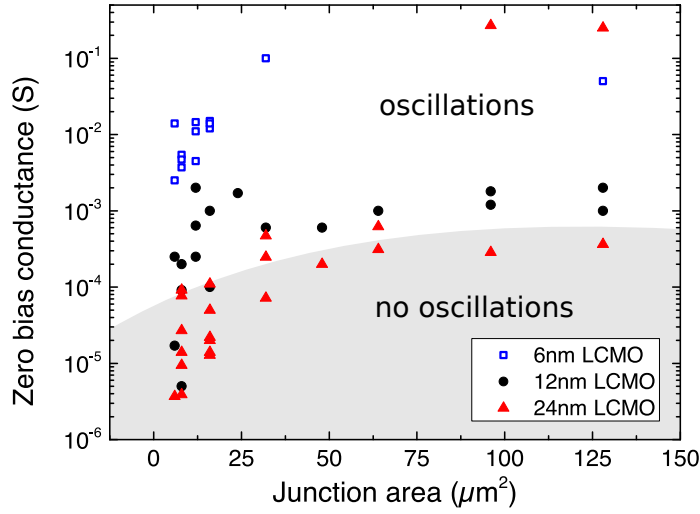 Zero bias conductance (S)
10⁻¹
10⁻²
10⁻³
10⁻⁴
10⁻⁵
10⁻⁶
oscillations
no oscillations
6nm LCMO
12nm LCMO
24nm LCMO
0 25 50 75 100 125 150
Junction area (μm²)